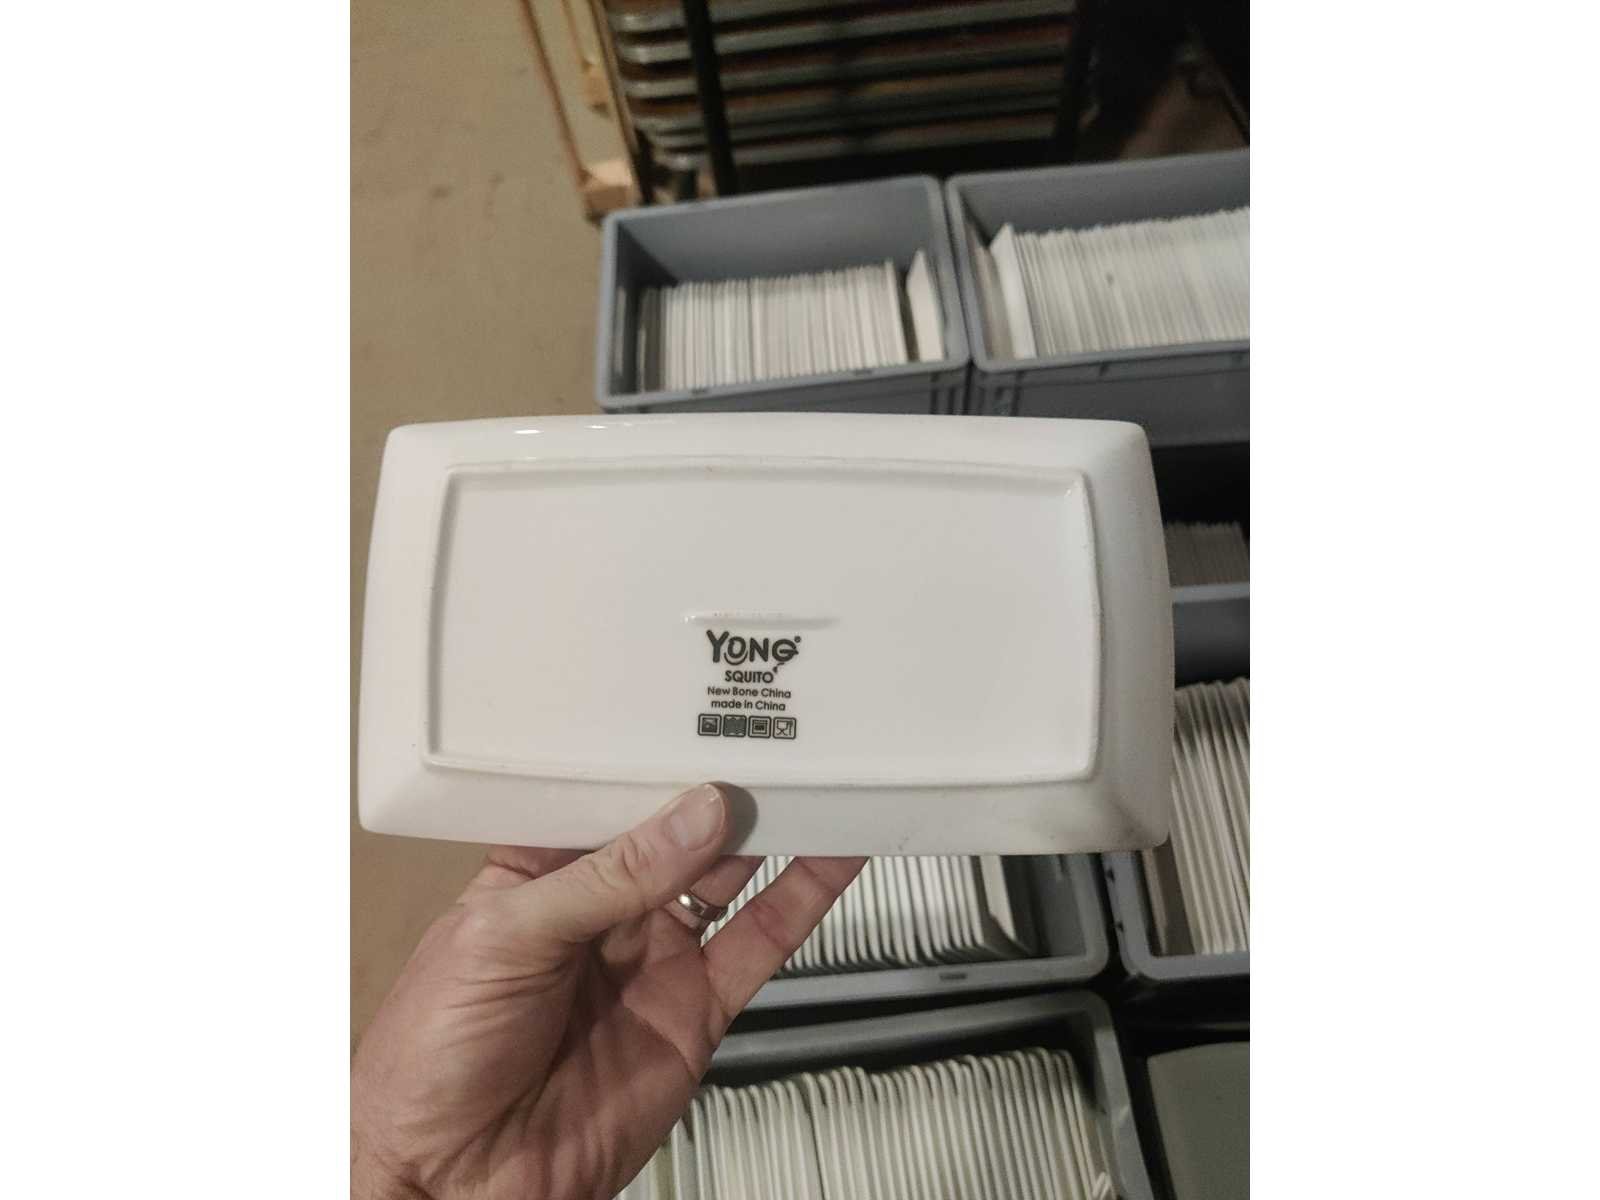 YONG®
SQUITO
New Bone China
made in China